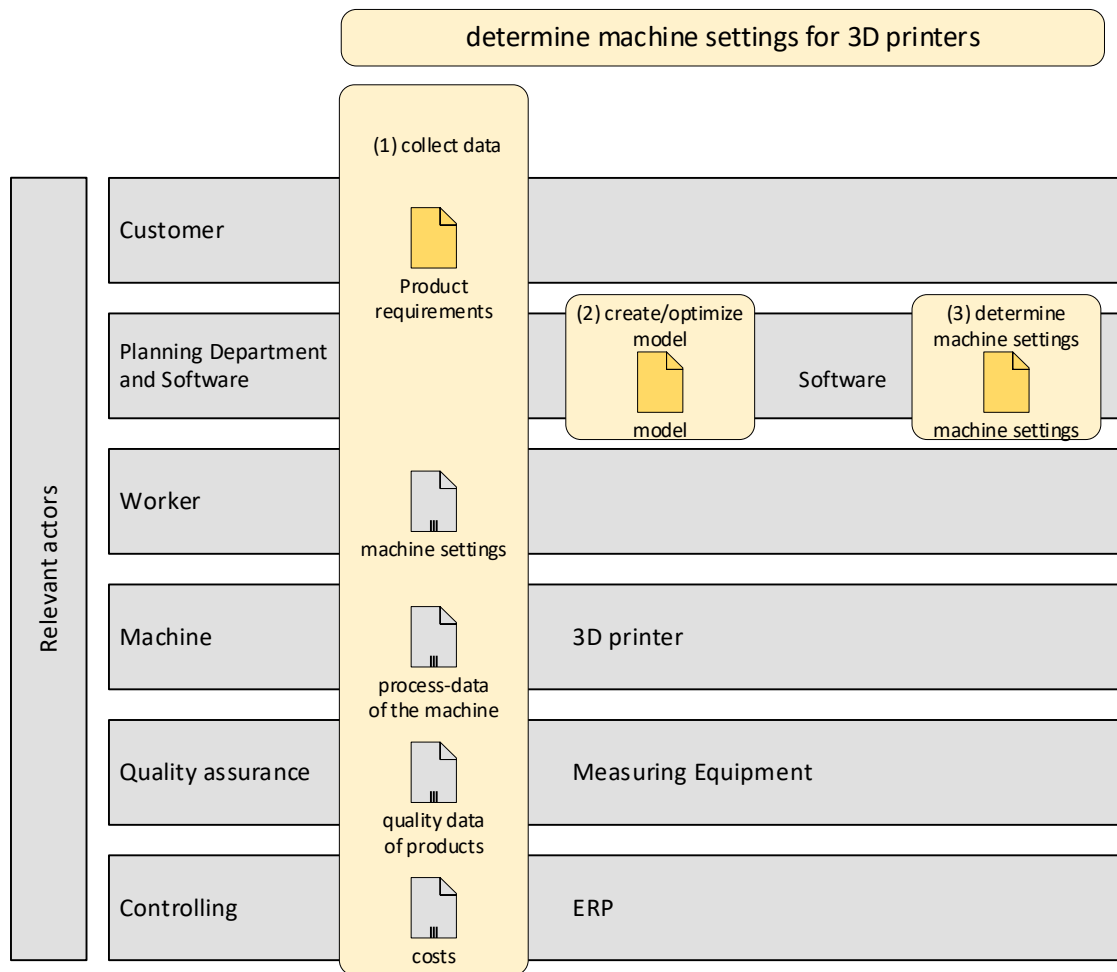 determine machine settings for 3D printers
(1) collect data
Relevant actors
Customer
Product
requirements
Planning Department
and Software
(2) create/optimize
model
model
Software
(3) determine
machine settings
machine settings
Worker
machine settings
Machine
process-data
of the machine
3D printer
Quality assurance
quality data
of products
Measuring Equipment
Controlling
costs
ERP